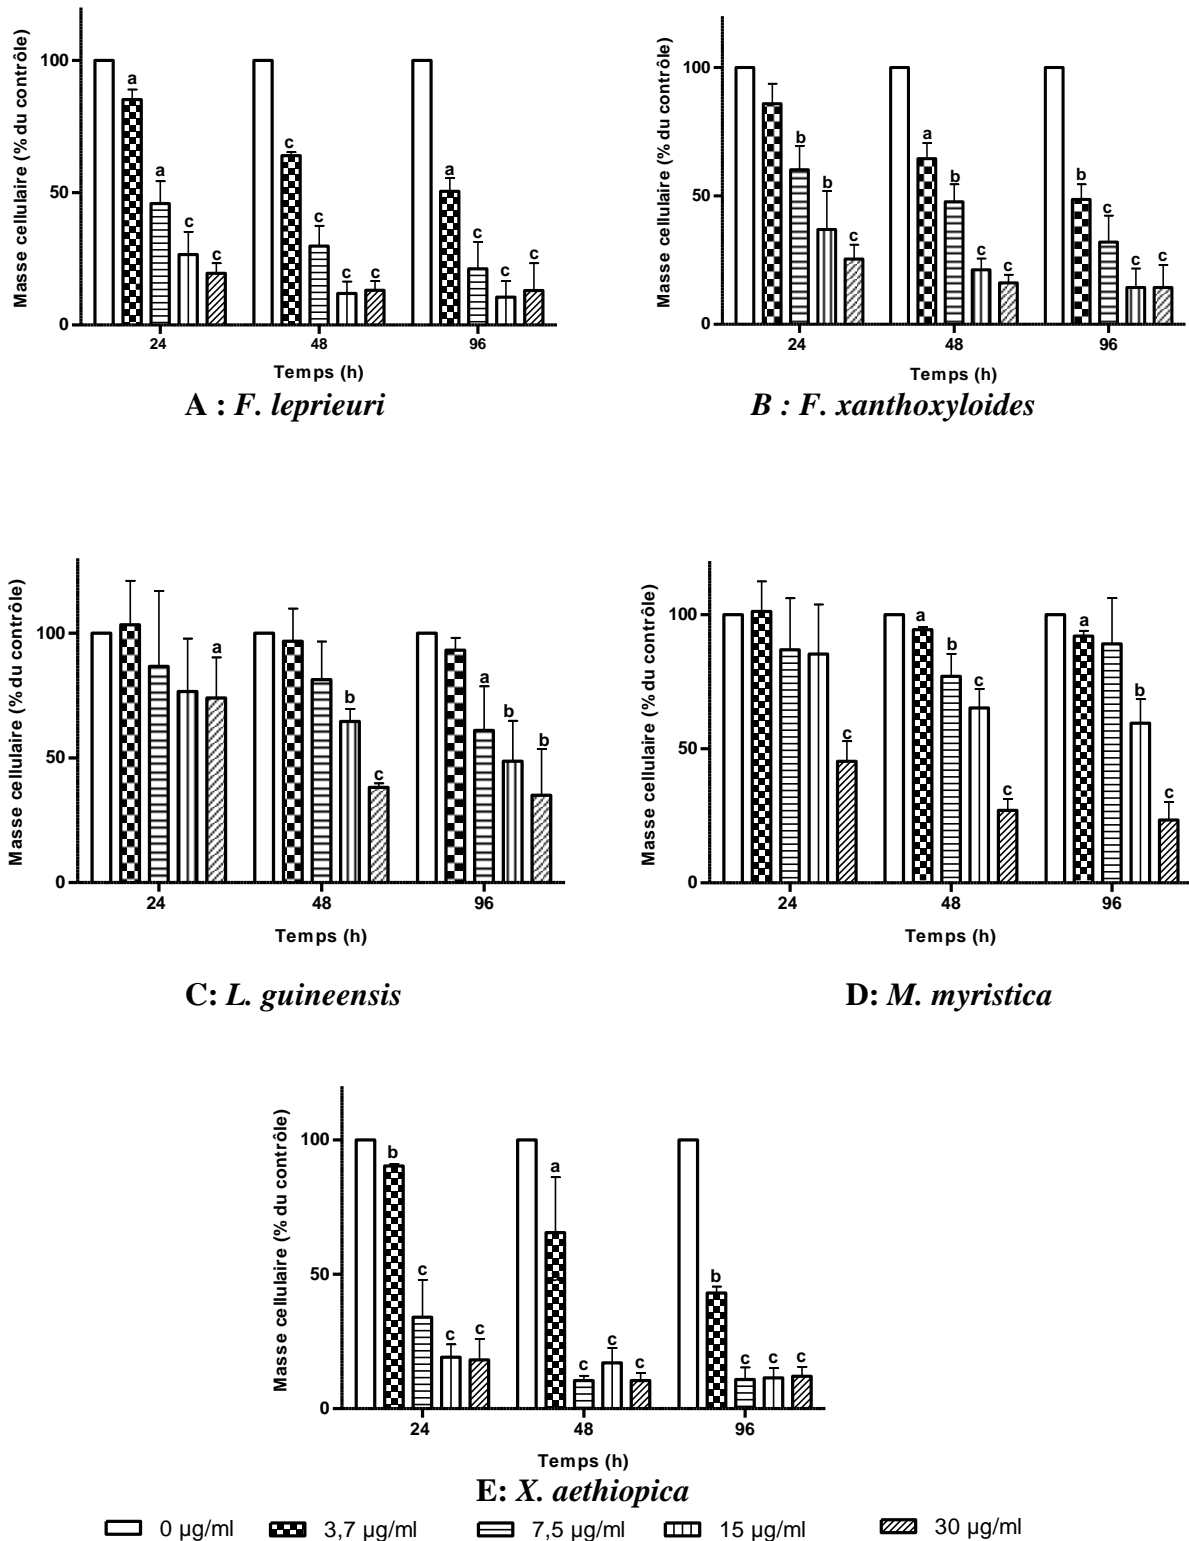 Masse cellulaire (% du contrôle)
100
50
0
a
a
c
c
c
c
c
c
a
c
c
c
24
48
96
Temps (h)
A : F. leprieuri
Masse cellulaire (% du contrôle)
100
50
0
b
b
c
a
b
c
c
b
c
c
c
24
48
96
Temps (h)
B : F. xanthoxyloides
Masse cellulaire (% du contrôle)
100
50
0
a
b
c
a
b
b
24
48
96
Temps (h)
C: L. guineensis
Masse cellulaire (% du contrôle)
100
50
0
c
a
b
c
c
a
b
c
24
48
96
Temps (h)
D: M. myristica
Masse cellulaire (% du contrôle)
100
50
0
b
c
c
c
a
c
c
c
b
c
c
c
24
48
96
Temps (h)
E: X. aethiopica
0 µg/ml 3,7 µg/ml 7,5 µg/ml 15 µg/ml 30 µg/ml